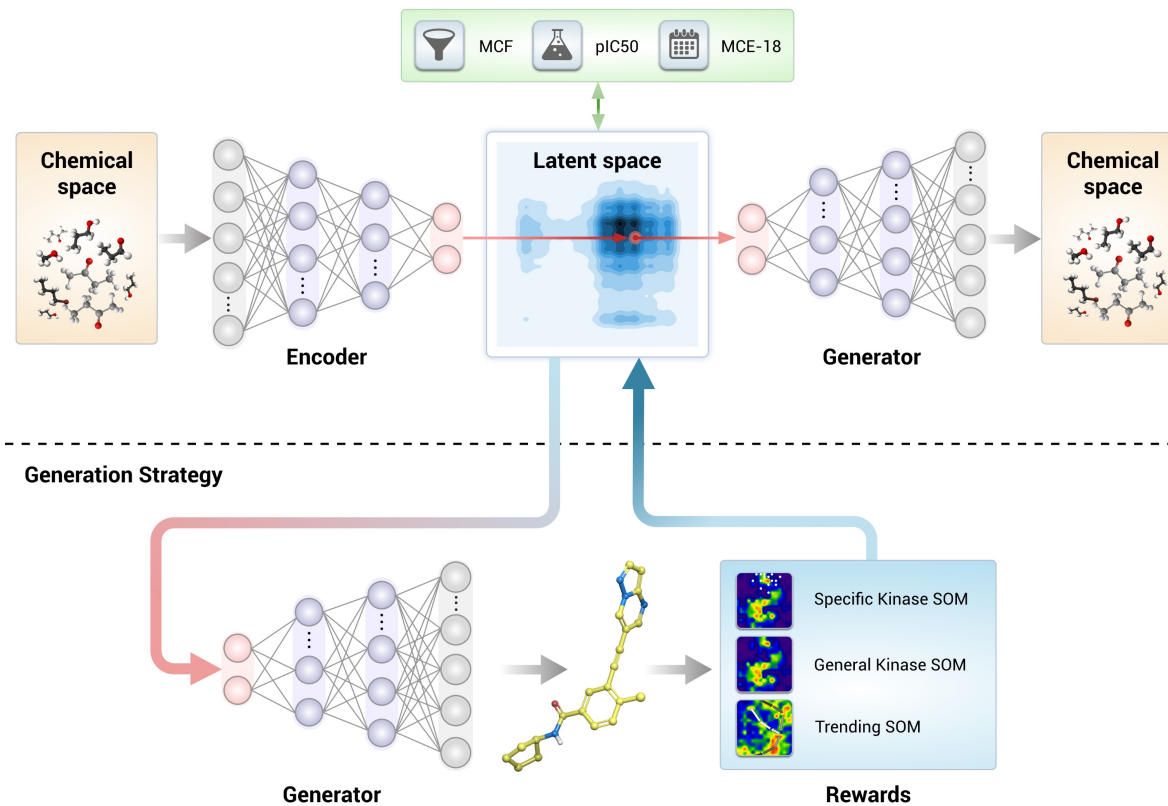 MCF
pIC50
MCE-18
Chemical
space
Latent space
Chemical
space
Encoder
Generator
Generation Strategy
Specific Kinase SOM
General Kinase SOM
Trending SOM
Generator
Rewards